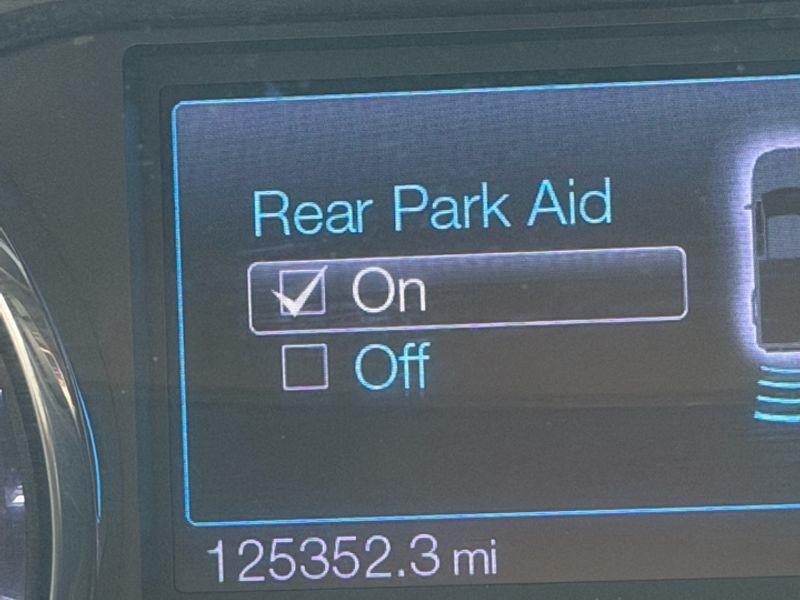 Rear Park Aid
On
Off
125352.3 mi